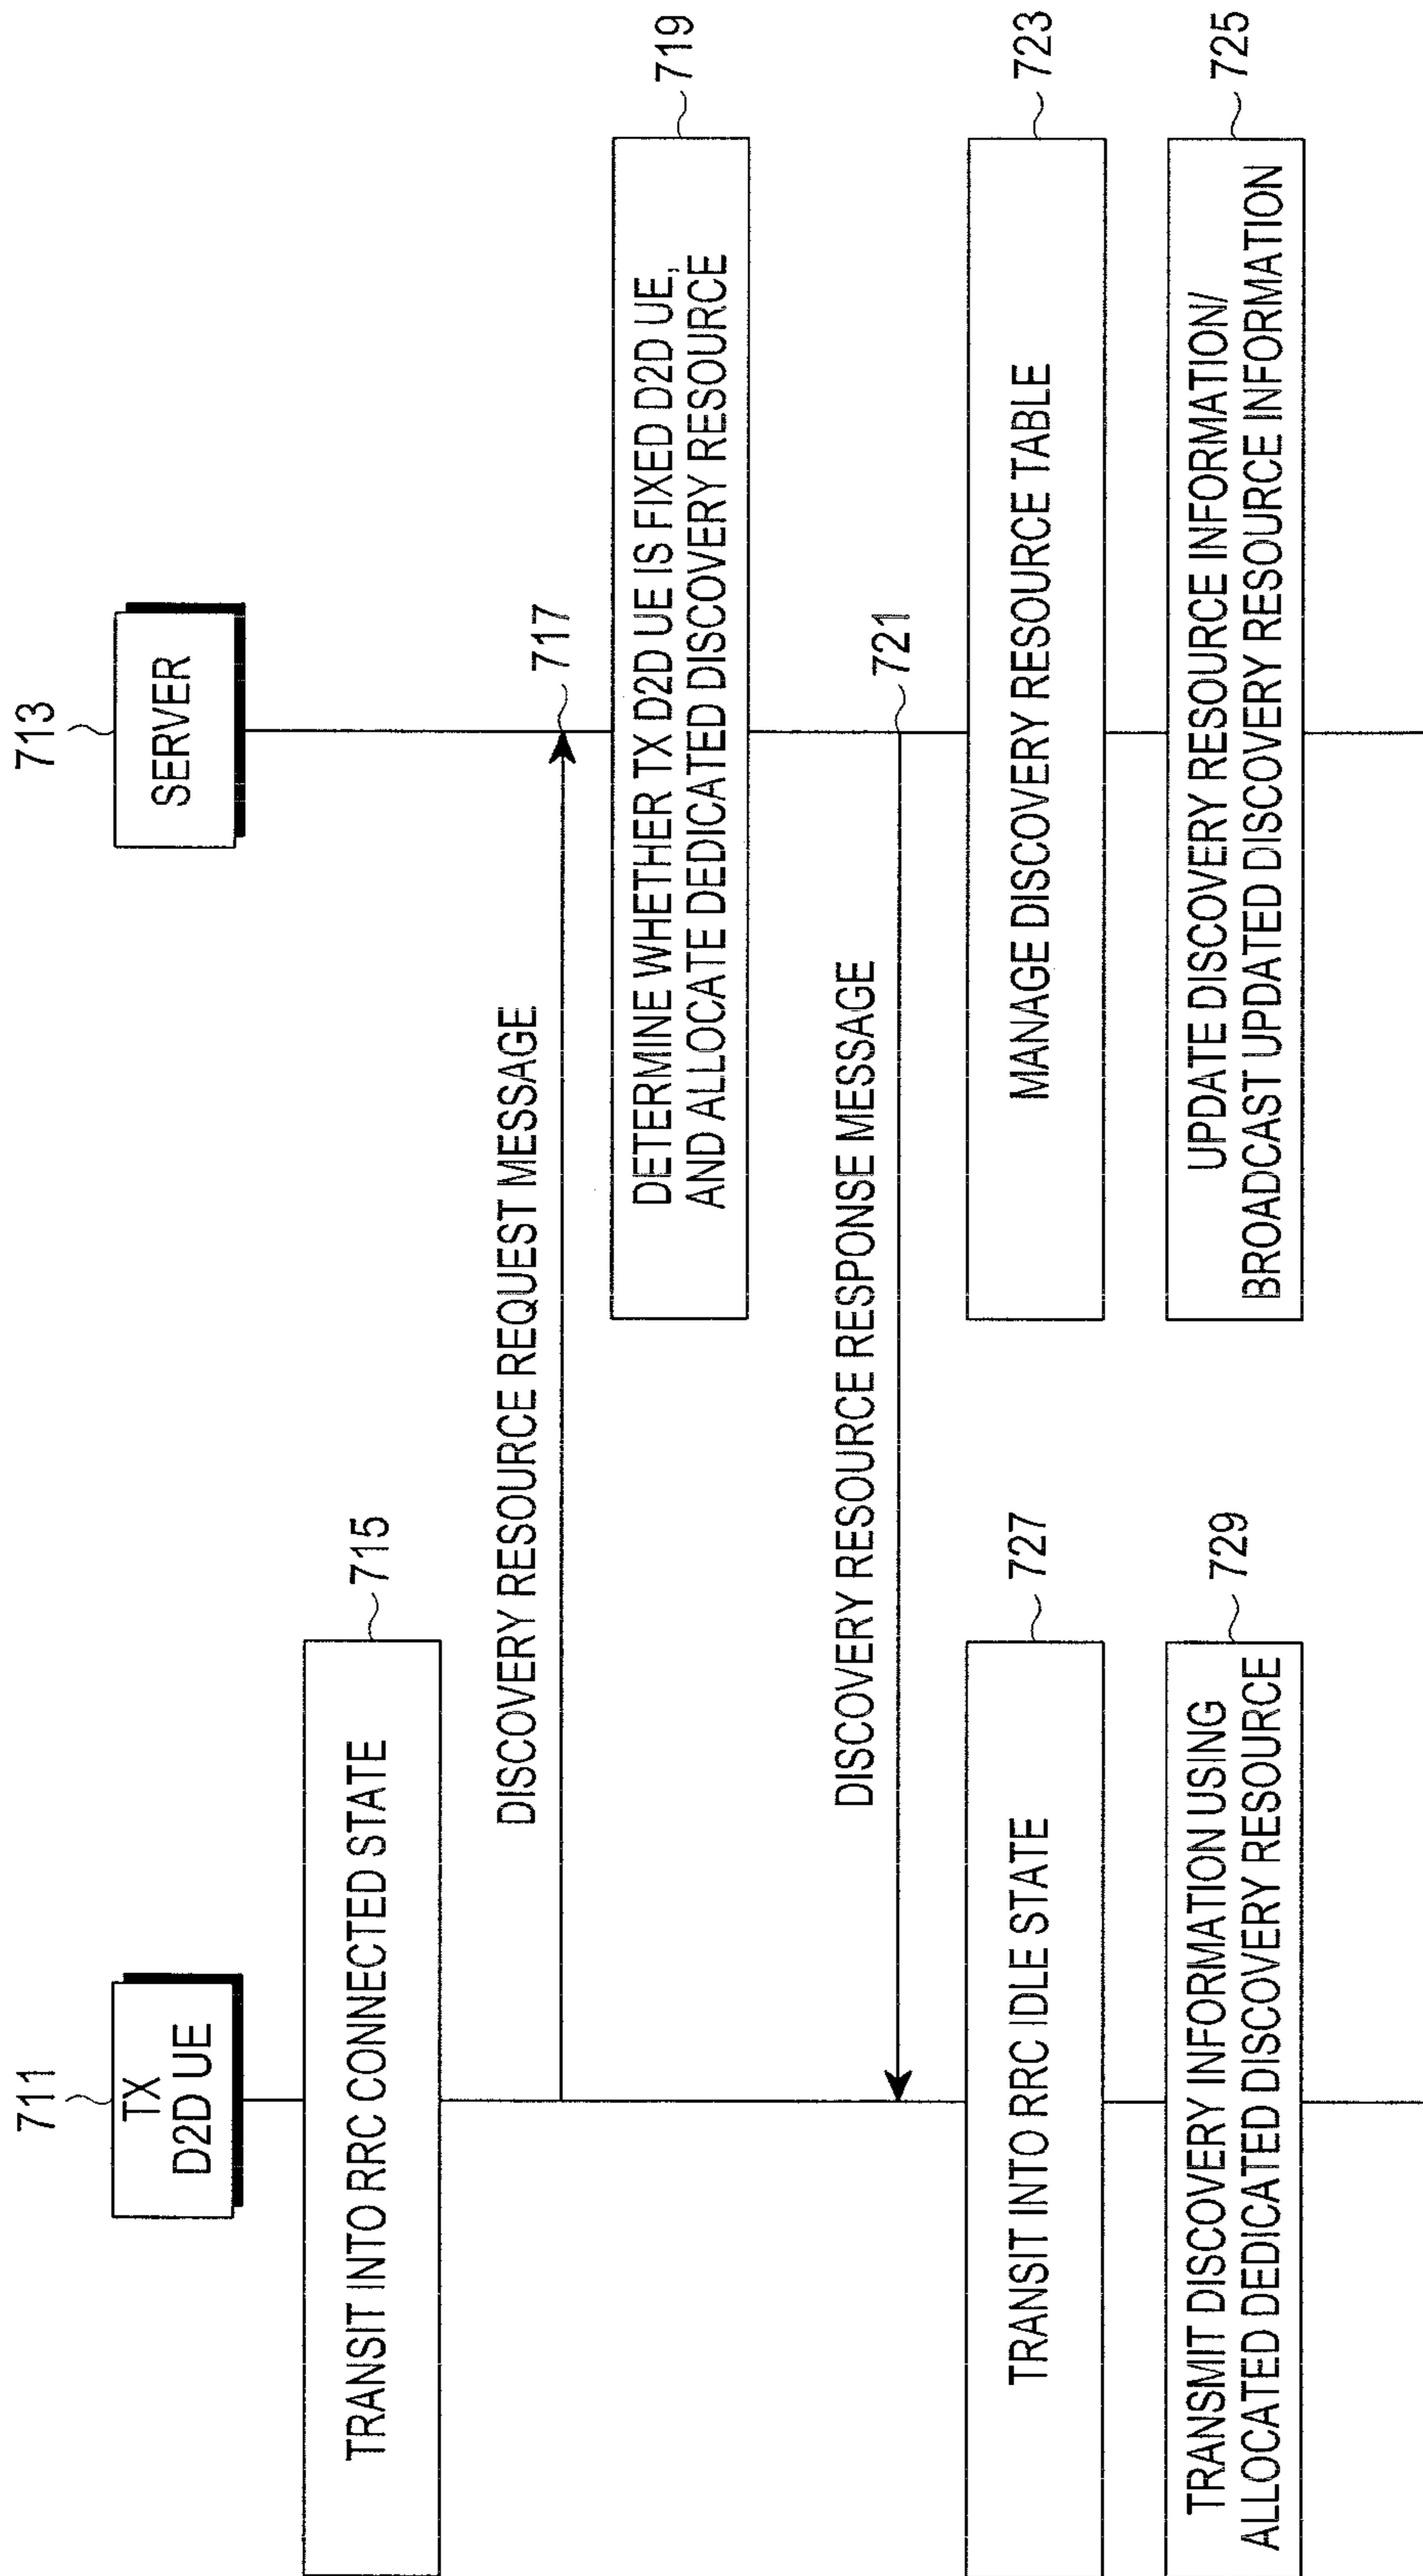 711
TX
D2D UE
713
SERVER
TRANSIT INTO RRC CONNECTED STATE
715
DISCOVERY RESOURCE REQUEST MESSAGE
717
DETERMINE WHETHER TX D2D UE IS FIXED D2D UE,
AND ALLOCATE DEDICATED DISCOVERY RESOURCE
719
DISCOVERY RESOURCE RESPONSE MESSAGE
721
TRANSIT INTO RRC IDLE STATE
727
MANAGE DISCOVERY RESOURCE TABLE
723
TRANSMIT DISCOVERY INFORMATION USING
ALLOCATED DEDICATED DISCOVERY RESOURCE
729
UPDATE DISCOVERY RESOURCE INFORMATION/
BROADCAST UPDATED DISCOVERY RESOURCE INFORMATION
725